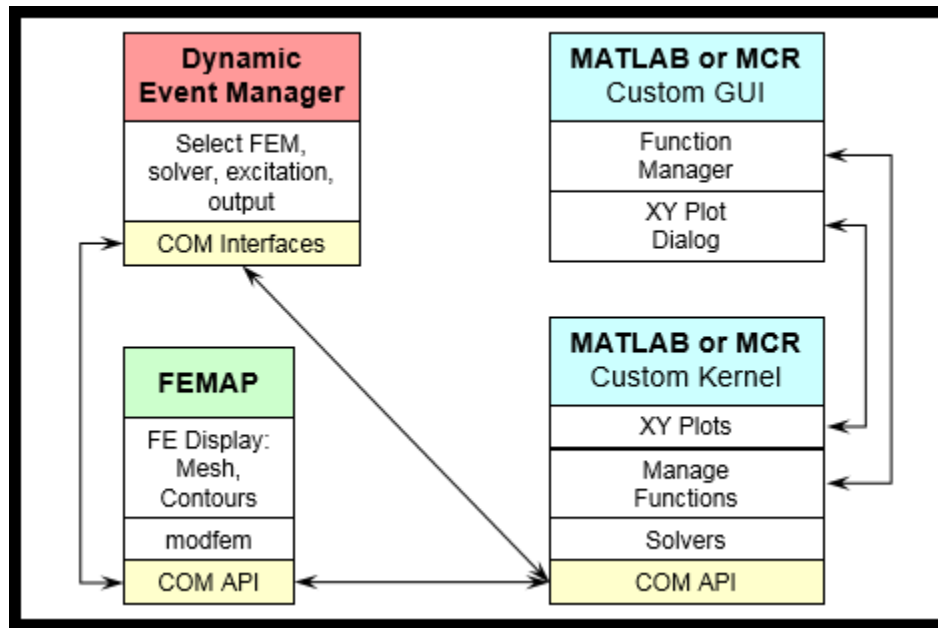 Dynamic
Event Manager
Select FEM,
solver, excitation,
output
COM Interfaces
MATLAB or MCR
Custom GUI
Function
Manager
XY Plot
Dialog
FEMAP
FE Display:
Mesh,
Contours
modfem
COM API
MATLAB or MCR
Custom Kernel
XY Plots
Manage
Functions
Solvers
COM API